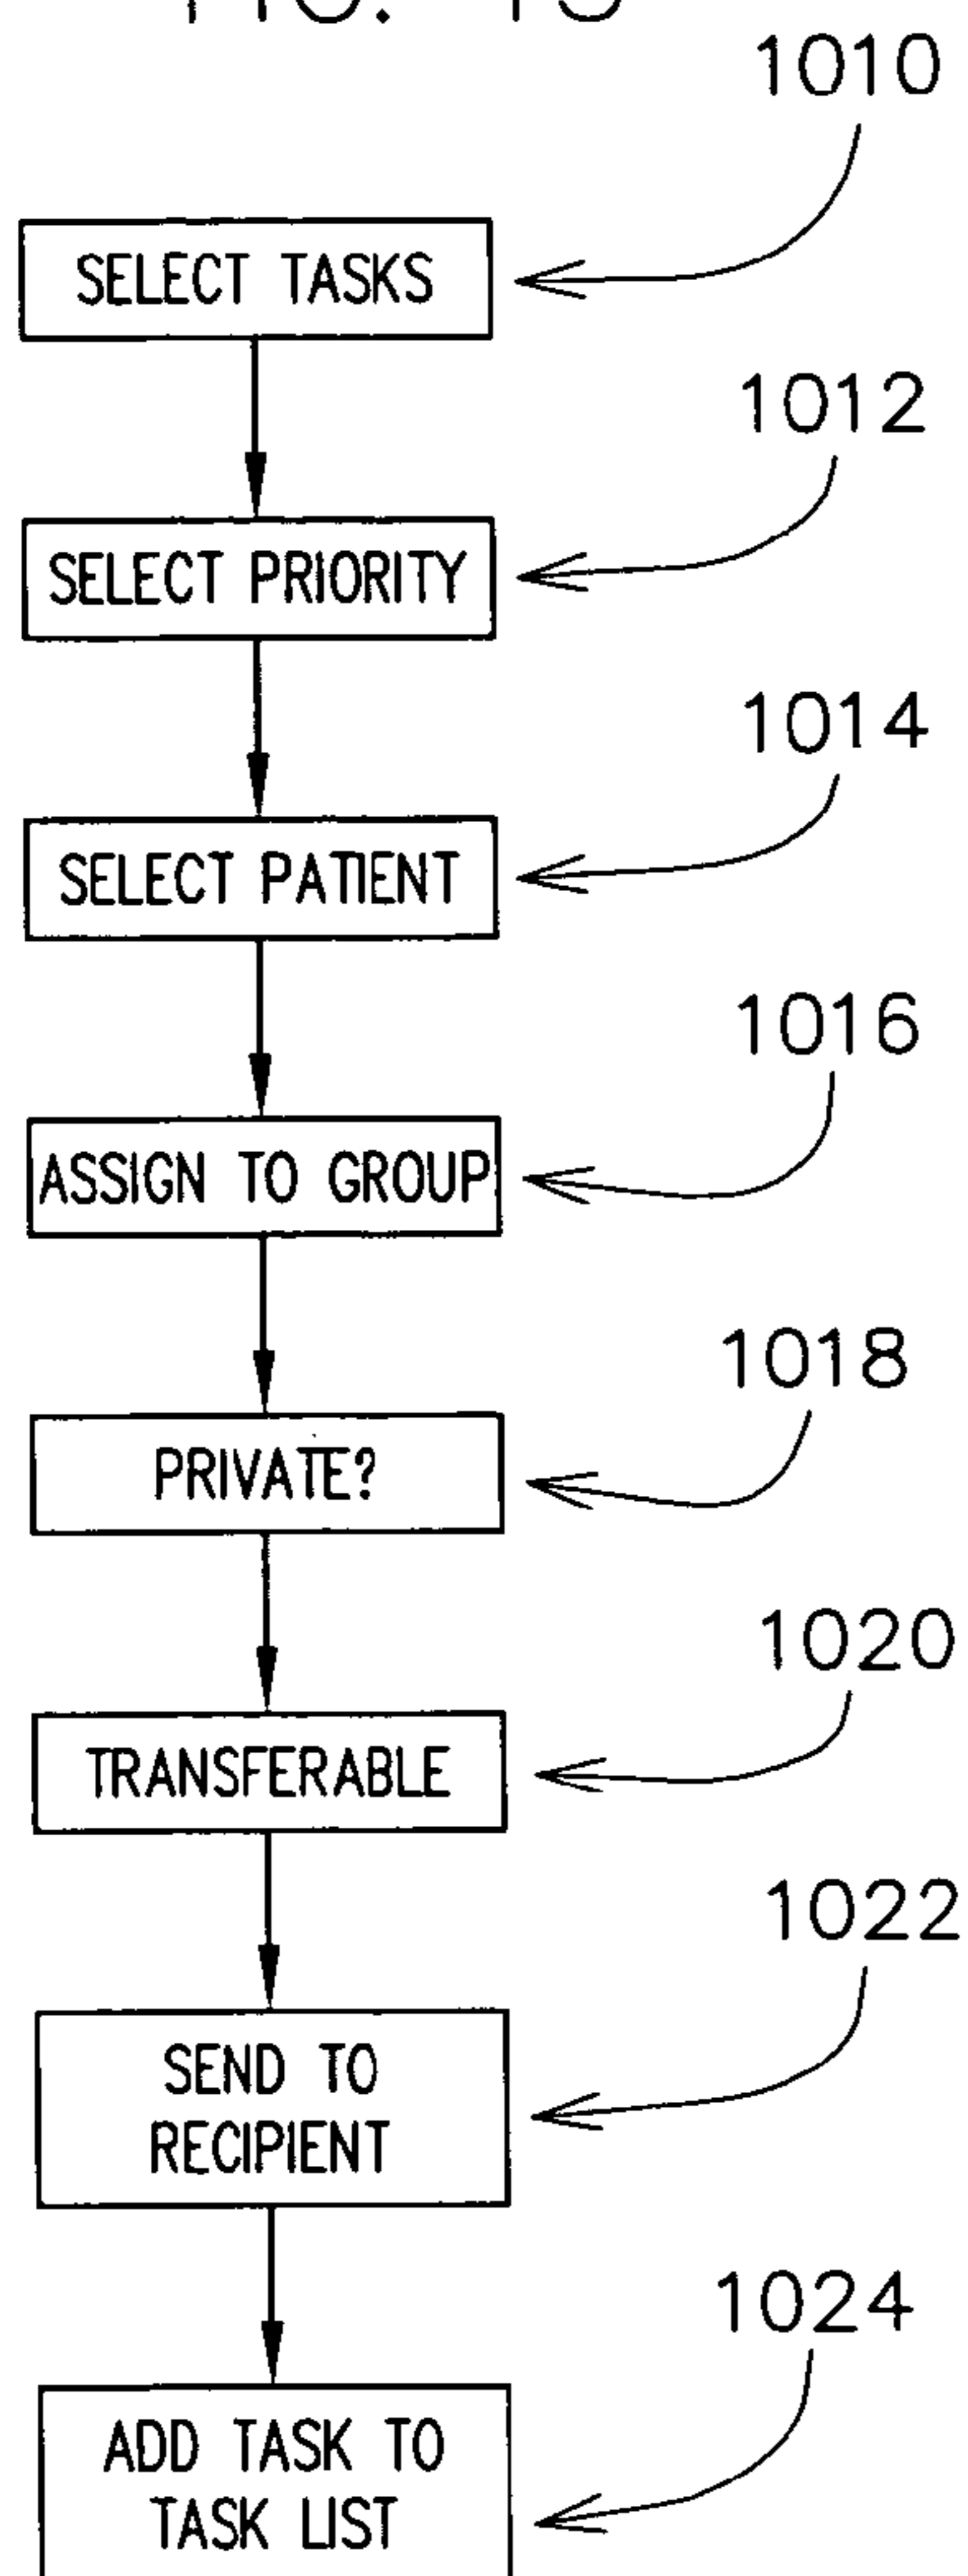 1010
SELECT TASKS
1012
SELECT PRIORITY
1014
SELECT PATIENT
1016
ASSIGN TO GROUP
1018
PRIVATE?
1020
TRANSFERABLE
1022
SEND TO
RECIPIENT
1024
ADD TASK TO
TASK LIST